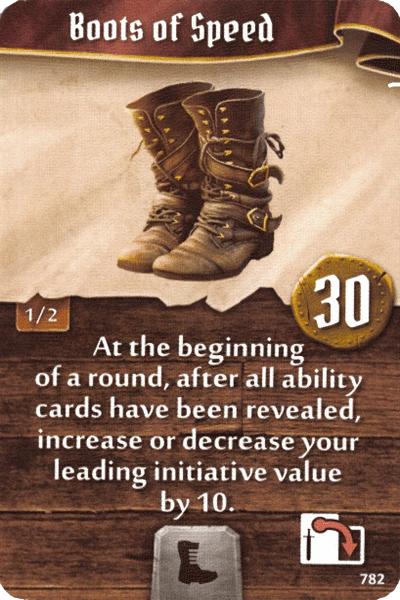 Boots of Speed
30
1/2
At the beginning
of a round, after all ability
cards have been revealed,
increase or decrease your
leading initiative value
by 10.
782